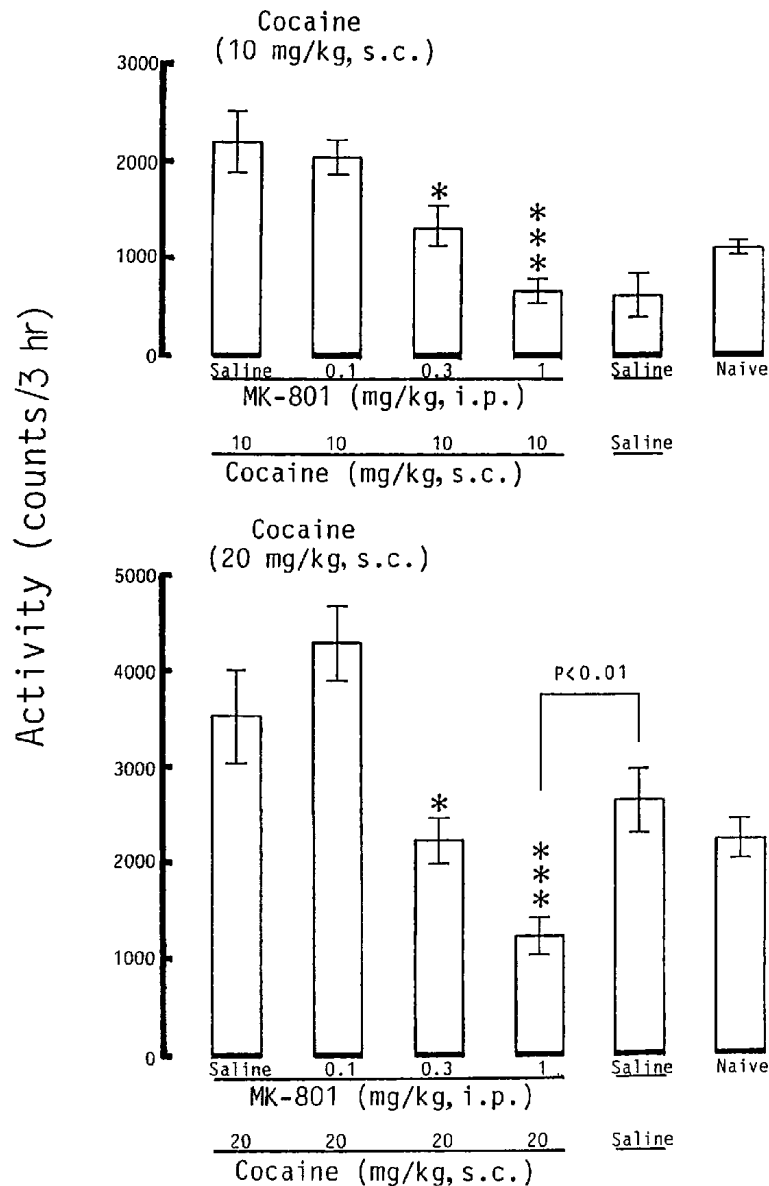 Cocaine
(10 mg/kg, s.c.)
3000
2000
1000
0
*
*
*
*
Saline 0.1 0.3 1 Saline Naive
MK-801 (mg/kg, i.p.)
10 10 10 10 Saline
Cocaine (mg/kg, s.c.)
Activity (counts/3 hr)
Cocaine
(20 mg/kg, s.c.)
5000
4000
3000
2000
1000
0
P<0.01
*
*
*
*
Saline 0.1 0.3 1 Saline Naive
MK-801 (mg/kg, i.p.)
20 20 20 20 Saline
Cocaine (mg/kg, s.c.)